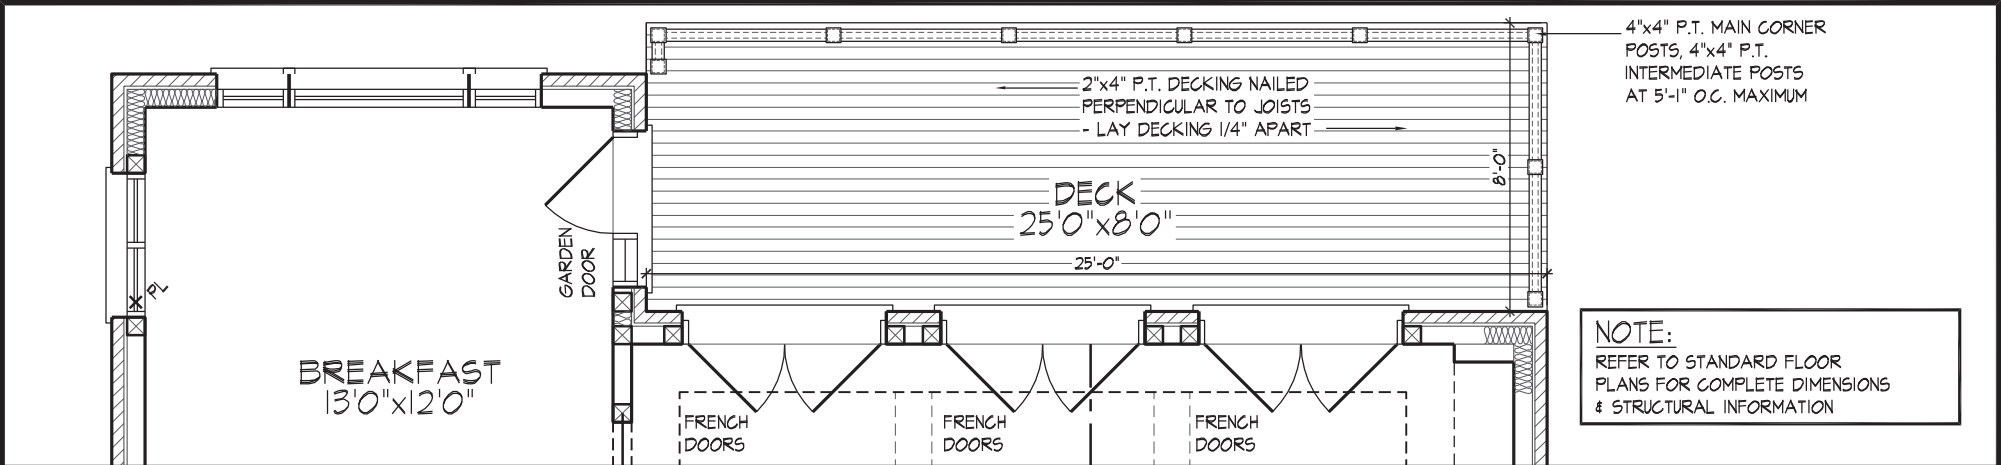 4"x4" P.T. MAIN CORNER
POSTS, 4"x4" P.T.
INTERMEDIATE POSTS
AT 5'-1" O.C. MAXIMUM
2"x4" P.T. DECKING NAILED
PERPENDICULAR TO JOISTS
- LAY DECKING 1/4" APART
8'-0"
DECK
25'0"x8'0"
25'-0"
GARDEN
DOOR
PL
BREAKFAST
13'0"x12'0"
FRENCH
DOORS
FRENCH
DOORS
FRENCH
DOORS
NOTE:
REFER TO STANDARD FLOOR
PLANS FOR COMPLETE DIMENSIONS
& STRUCTURAL INFORMATION